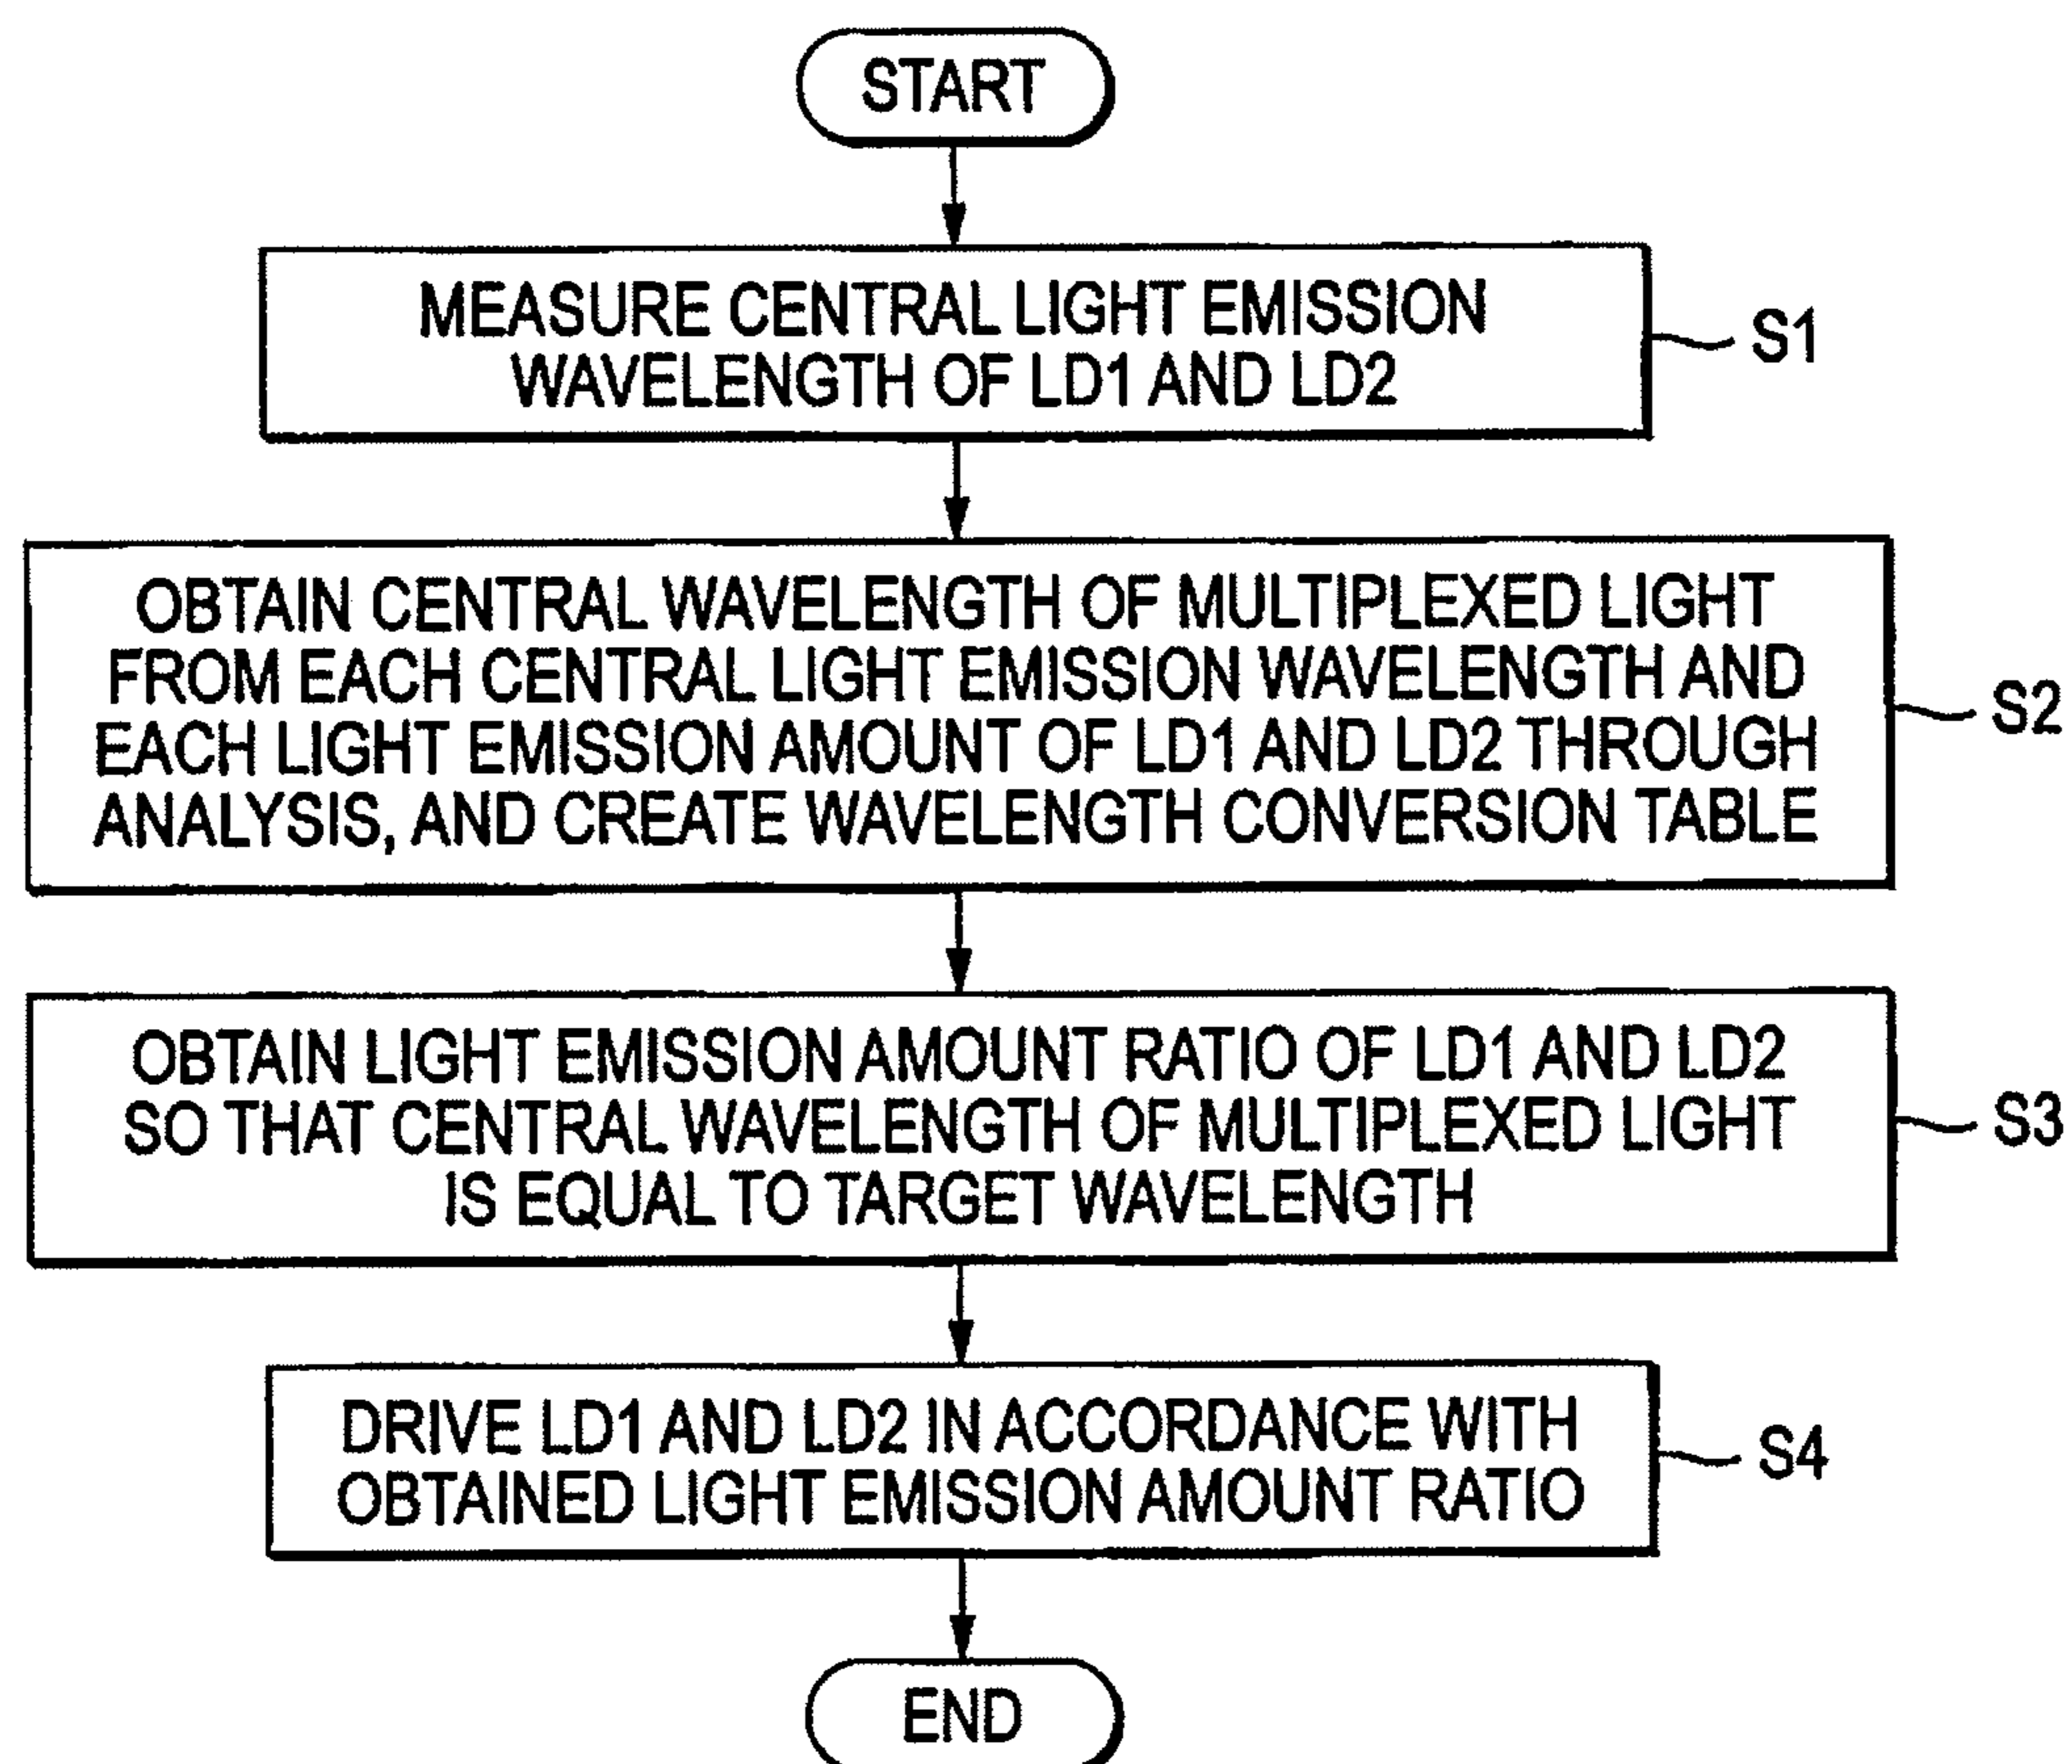 START
MEASURE CENTRAL LIGHT EMISSION
WAVELENGTH OF LD1 AND LD2
S1
OBTAIN CENTRAL WAVELENGTH OF MULTIPLEXED LIGHT
FROM EACH CENTRAL LIGHT EMISSION WAVELENGTH AND
EACH LIGHT EMISSION AMOUNT OF LD1 AND LD2 THROUGH
ANALYSIS, AND CREATE WAVELENGTH CONVERSION TABLE
S2
OBTAIN LIGHT EMISSION AMOUNT RATIO OF LD1 AND LD2
SO THAT CENTRAL WAVELENGTH OF MULTIPLEXED LIGHT
IS EQUAL TO TARGET WAVELENGTH
S3
DRIVE LD1 AND LD2 IN ACCORDANCE WITH
OBTAINED LIGHT EMISSION AMOUNT RATIO
S4
END